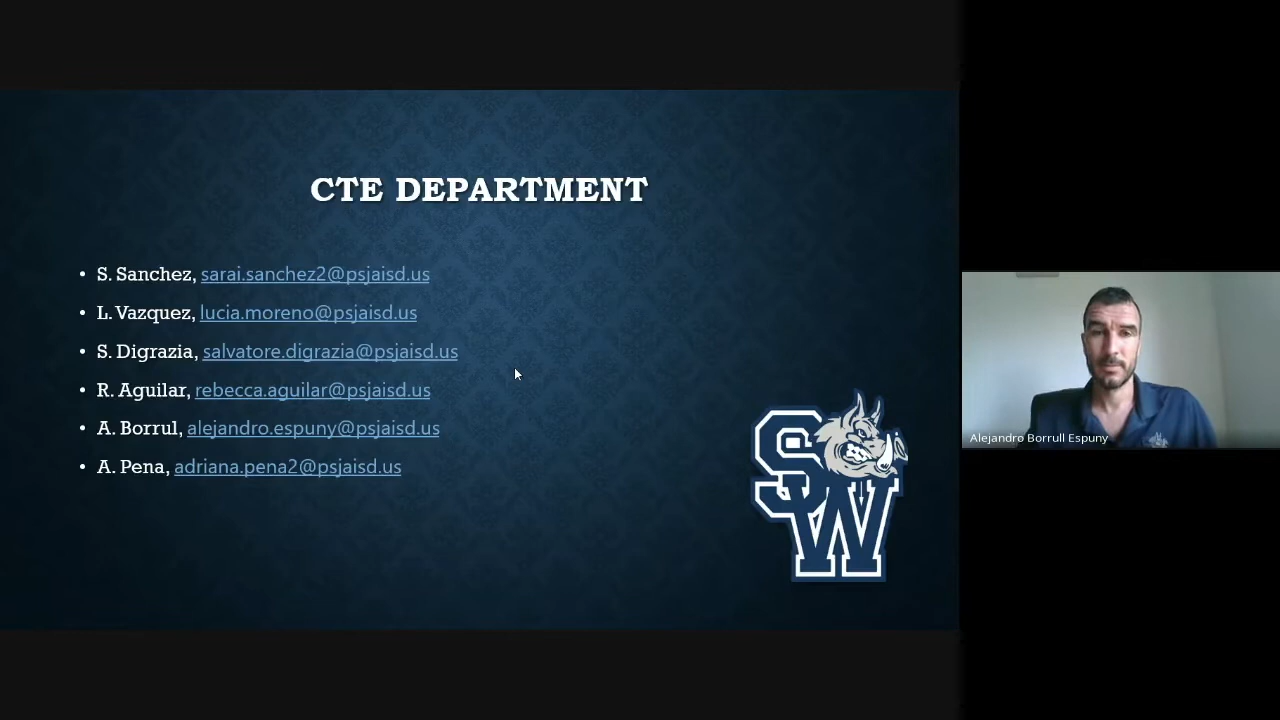 CTE DEPARTMENT
• S. Sanchez, sarai.sanchez2@psjaisd.us
• L. Vazquez, lucia.moreno@psjaisd.us
• S. Digrazia, salvatore.digrazia@psjaisd.us
• R. Aguilar, rebecca.aguilar@psjaisd.us
• A. Borrul, alejandro.espuny@psjaisd.us
• A. Pena, adriana.pena2@psjaisd.us
SW
Alejandro Borrull Espuny